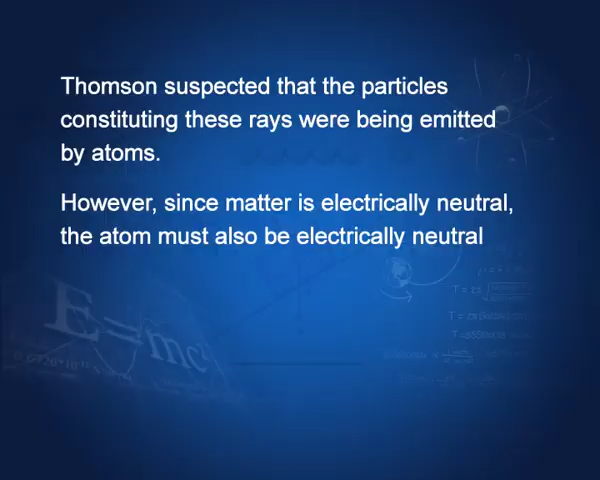 Thomson suspected that the particles
constituting these rays were being emitted
by atoms.
However, since matter is electrically neutral,
the atom must also be electrically neutral
E=mc²